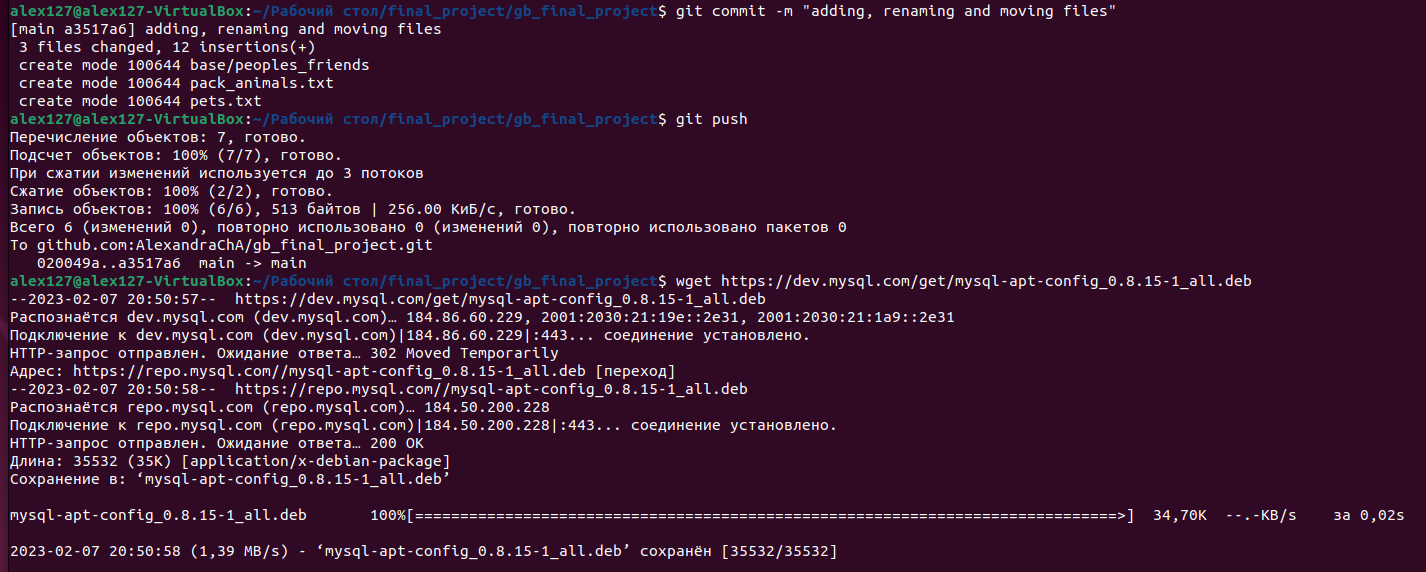 alex127@alex127-VirtualBox:~/Рабочий стол/final_project/gb_final_project$ git commit -m "adding, renaming and moving files"
[main a3517a6] adding, renaming and moving files
 3 files changed, 12 insertions(+)
 create mode 100644 base/peoples_friends
 create mode 100644 pack_animals.txt
 create mode 100644 pets.txt
alex127@alex127-VirtualBox:~/Рабочий стол/final_project/gb_final_project$ git push
Перечисление объектов: 7, готово.
Подсчет объектов: 100% (7/7), готово.
При сжатии изменений используется до 3 потоков
Сжатие объектов: 100% (2/2), готово.
Запись объектов: 100% (6/6), 513 байтов | 256.00 КиБ/с, готово.
Всего 6 (изменений 0), повторно использовано 0 (изменений 0), повторно использовано пакетов 0
To github.com:AlexandraChA/gb_final_project.git
   020049a..a3517a6  main -> main
alex127@alex127-VirtualBox:~/Рабочий стол/final_project/gb_final_project$ wget https://dev.mysql.com/get/mysql-apt-config_0.8.15-1_all.deb
--2023-02-07 20:50:57--  https://dev.mysql.com/get/mysql-apt-config_0.8.15-1_all.deb
Распознаётся dev.mysql.com (dev.mysql.com)… 184.86.60.229, 2001:2030:21:19e::2e31, 2001:2030:21:1a9::2e31
Подключение к dev.mysql.com (dev.mysql.com)|184.86.60.229|:443... соединение установлено.
HTTP-запрос отправлен. Ожидание ответа… 302 Moved Temporarily
Адрес: https://repo.mysql.com//mysql-apt-config_0.8.15-1_all.deb [переход]
--2023-02-07 20:50:58--  https://repo.mysql.com//mysql-apt-config_0.8.15-1_all.deb
Распознаётся repo.mysql.com (repo.mysql.com)… 184.50.200.228
Подключение к repo.mysql.com (repo.mysql.com)|184.50.200.228|:443... соединение установлено.
HTTP-запрос отправлен. Ожидание ответа… 200 OK
Длина: 35532 (35K) [application/x-debian-package]
Сохранение в: ‘mysql-apt-config_0.8.15-1_all.deb’
mysql-apt-config_0.8.15-1_all.deb       100%[==============================================================================>]  34,70K  --.-KB/s    за 0,02s
2023-02-07 20:50:58 (1,39 MB/s) - ‘mysql-apt-config_0.8.15-1_all.deb’ сохранён [35532/35532]